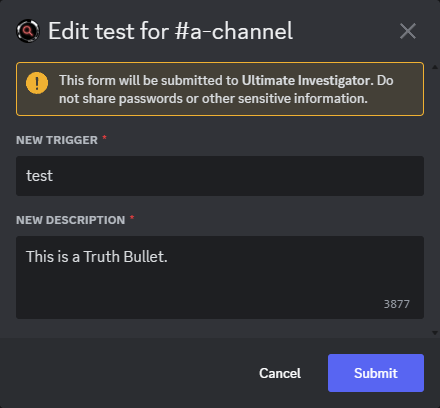 Edit test for #a-channel
This form will be submitted to Ultimate Investigator. Do
not share passwords or other sensitive information.
NEW TRIGGER *
test
NEW DESCRIPTION *
This is a Truth Bullet.
3877
Cancel
Submit